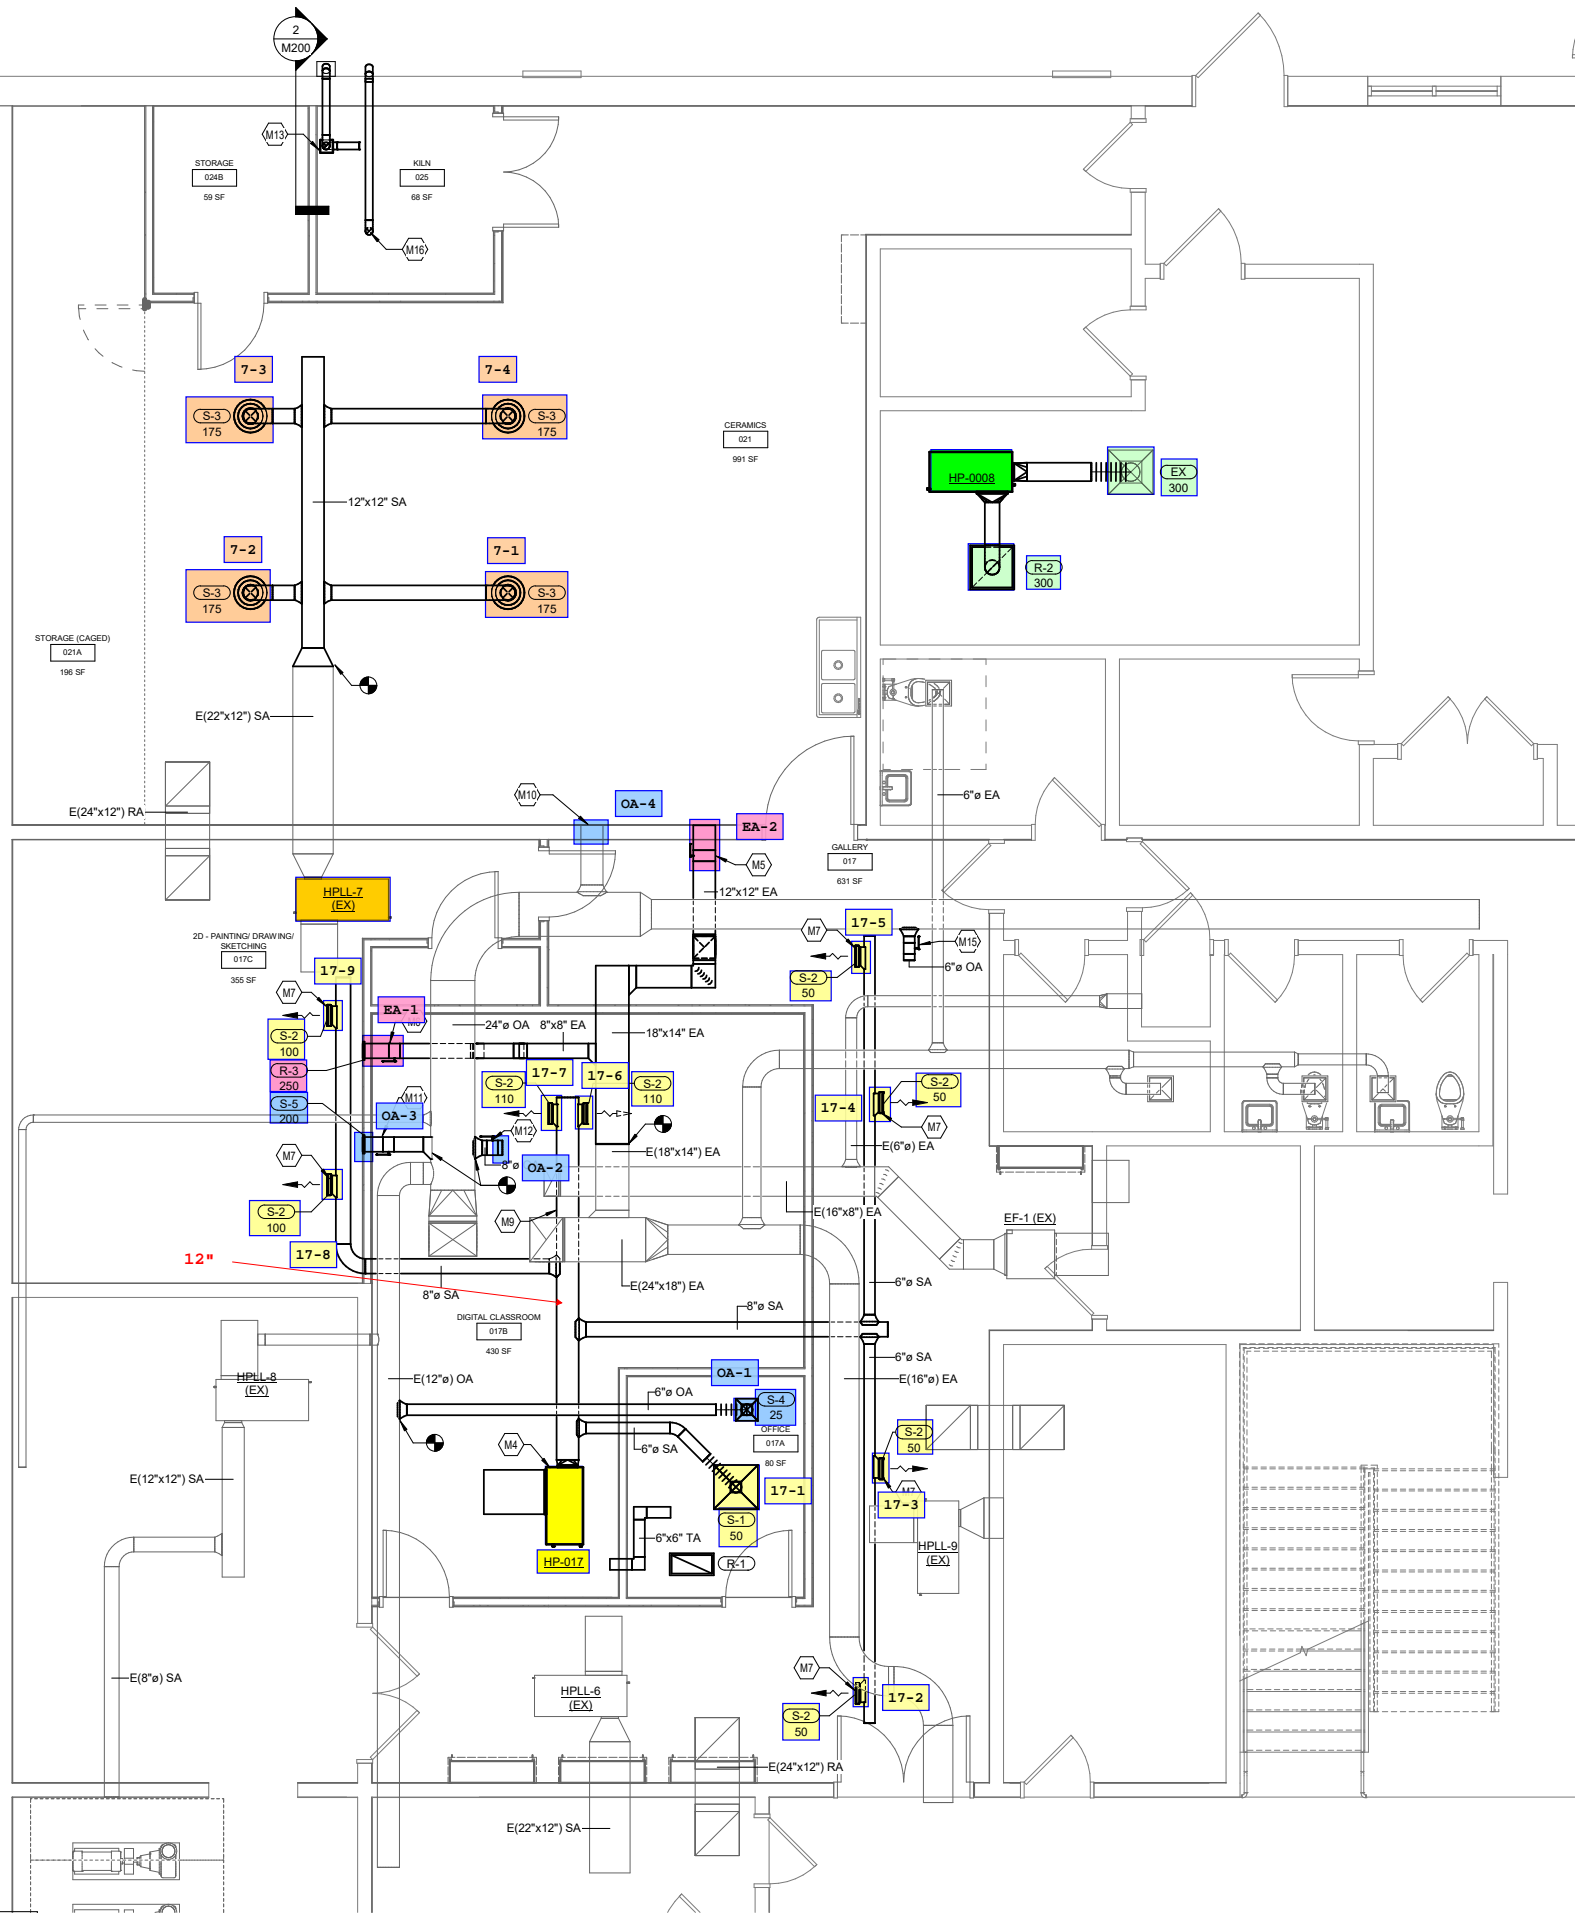 2
M200
M13
STORAGE
024B
59 SF
KILN
025
68 SF
M16
7-3
7-4
S-3
175
S-3
175
CERAMICS
021
991 SF
HP-0008
EX
300
12"x12" SA
7-2
7-1
S-3
175
S-3
175
R-2
300
STORAGE (CAGED)
021A
196 SF
E(22"x12") SA
E(24"x12") RA
M10
OA-4
EA-2
6"ø EA
M5
GALLERY
017
631 SF
HPLL-7
(EX)
12"x12" EA
2D - PAINTING/ DRAWING/
SKETCHING
017C
355 SF
17-9
M7
17-5
M15
6"ø OA
S-2
50
M7
EA-1
24"ø OA
8"x8" EA
18"x14" EA
S-2
100
R-3
250
17-7
17-6
S-2
110
S-2
110
S-2
50
S-5
200
M11
OA-3
17-4
M7
M12
8"ø
OA-2
E(18"x14") EA
E(6"ø) EA
M7
S-2
100
M9
E(16"x8") EA
EF-1 (EX)
17-8
12"
8"ø SA
E(24"x18") EA
6"ø SA
DIGITAL CLASSROOM
017B
430 SF
8"ø SA
6"ø SA
HPLL-8
(EX)
E(12"ø) OA
OA-1
E(16"ø) EA
6"ø OA
S-4
25
OFFICE
017A
80 SF
S-2
50
M4
6"ø SA
E(12"x12") SA
17-1
M7
17-3
S-1
50
6"x6" TA
R-1
HP-017
HPLL-9
(EX)
E(8"ø) SA
M7
HPLL-6
(EX)
17-2
S-2
50
E(24"x12") RA
E(22"x12") SA